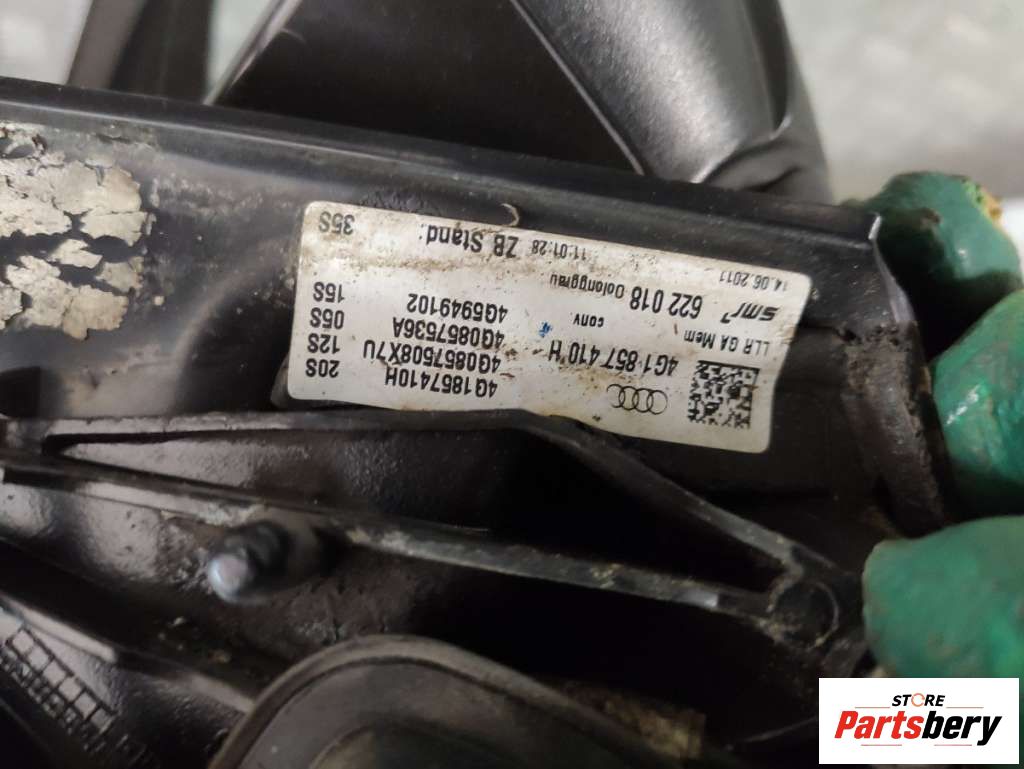 LLR GA Mem
4G1 857 410 H
smr
conv.
622 018 Dolonggrau
14.06.2011
11:01:28 ZB Stand:
4G1857410H 20S
4G0857508X7U 12S
4G0857536A 05S
4G5949102 15S
35S
STORE
Partsbery